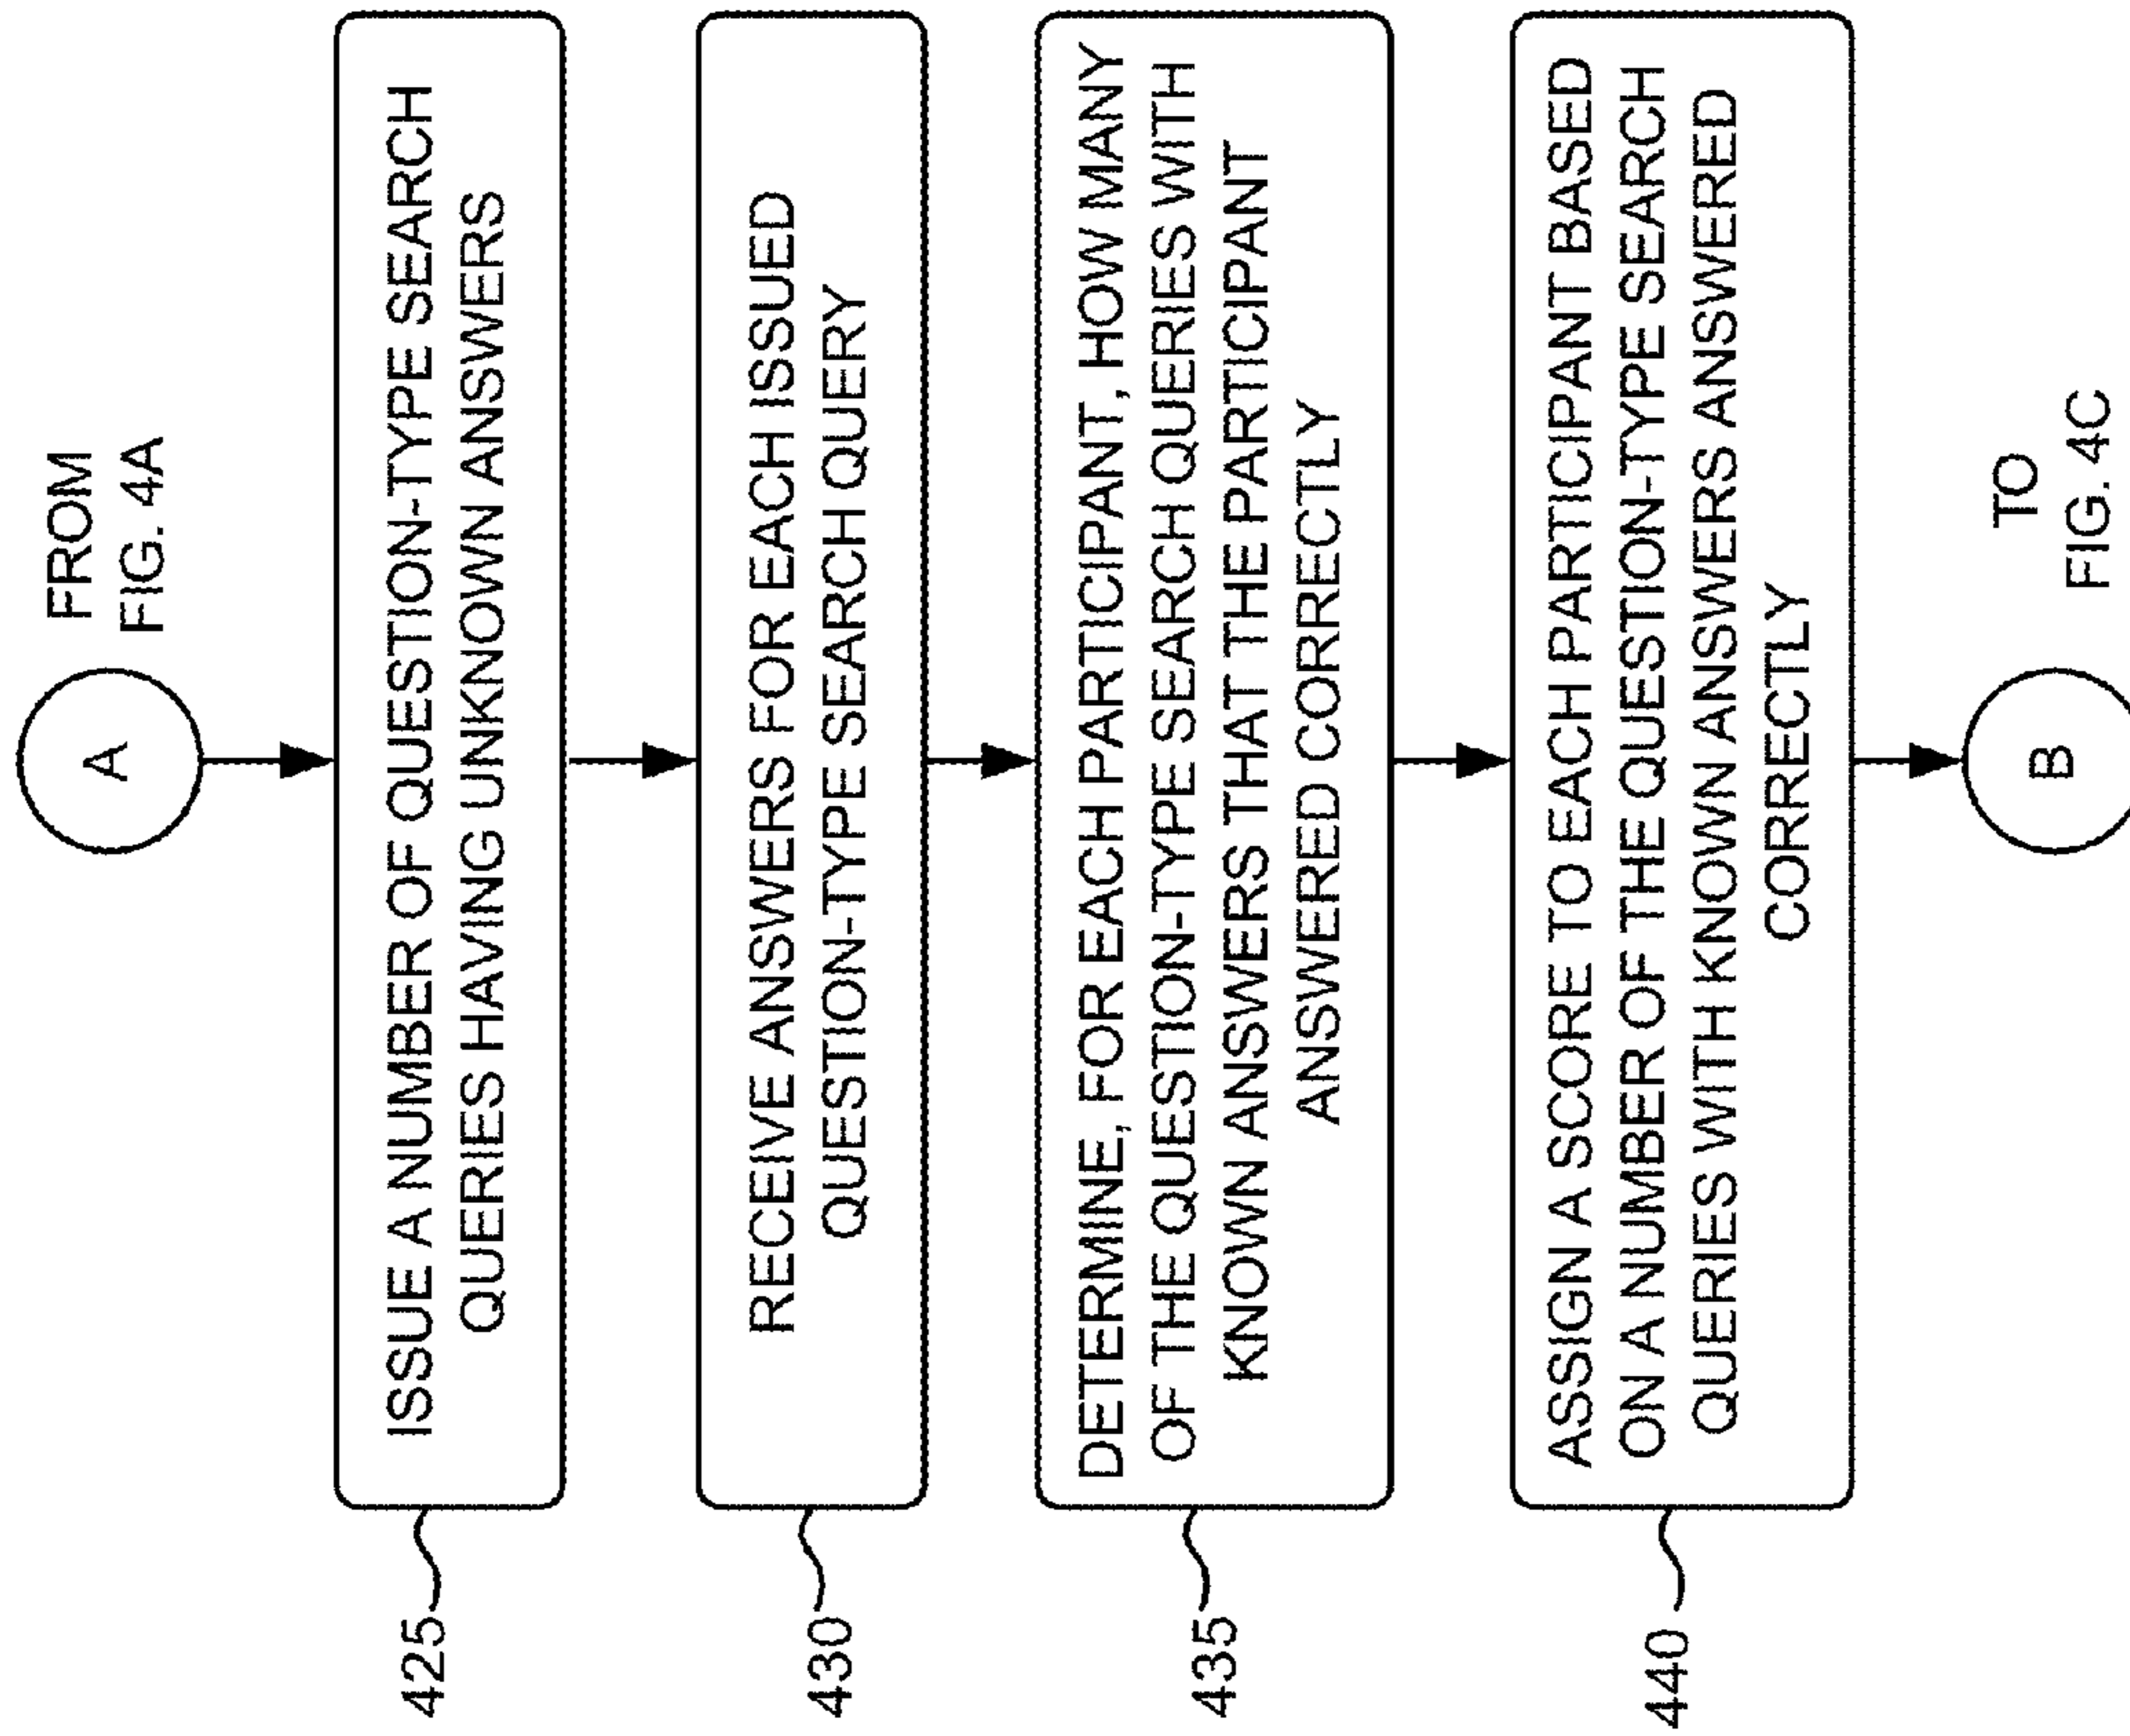 FROM
FIG. 4A
A
425
ISSUE A NUMBER OF QUESTION-TYPE SEARCH
QUERIES HAVING UNKNOWN ANSWERS
430
RECEIVE ANSWERS FOR EACH ISSUED
QUESTION-TYPE SEARCH QUERY
435
DETERMINE, FOR EACH PARTICIPANT, HOW MANY
OF THE QUESTION-TYPE SEARCH QUERIES WITH
KNOWN ANSWERS THAT THE PARTICIPANT
ANSWERED CORRECTLY
440
ASSIGN A SCORE TO EACH PARTICIPANT BASED
ON A NUMBER OF THE QUESTION-TYPE SEARCH
QUERIES WITH KNOWN ANSWERS ANSWERED
CORRECTLY
B
TO
FIG. 4C